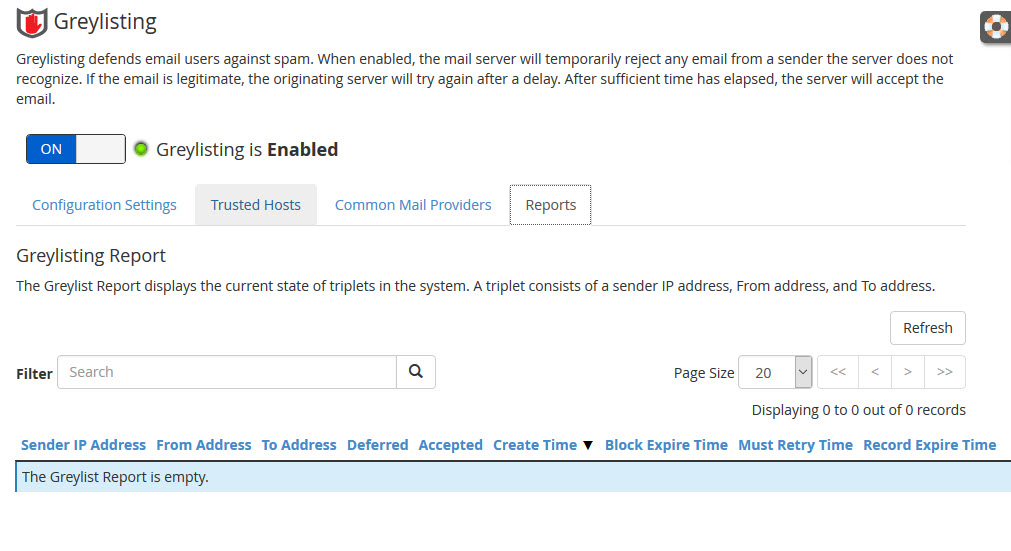 Greylisting
Greylisting defends email users against spam. When enabled, the mail server will temporarily reject any email from a sender the server does not
recognize. If the email is legitimate, the originating server will try again after a delay. After sufficient time has elapsed, the server will accept the
email.
ON Greylisting is Enabled
Configuration Settings Trusted Hosts Common Mail Providers Reports
Greylisting Report
The Greylist Report displays the current state of triplets in the system. A triplet consists of a sender IP address, From address, and To address.
Refresh
Filter Search Page Size 20 << < > >>
Displaying 0 to 0 out of 0 records
Sender IP Address From Address To Address Deferred Accepted Create Time ▼ Block Expire Time Must Retry Time Record Expire Time
The Greylist Report is empty.